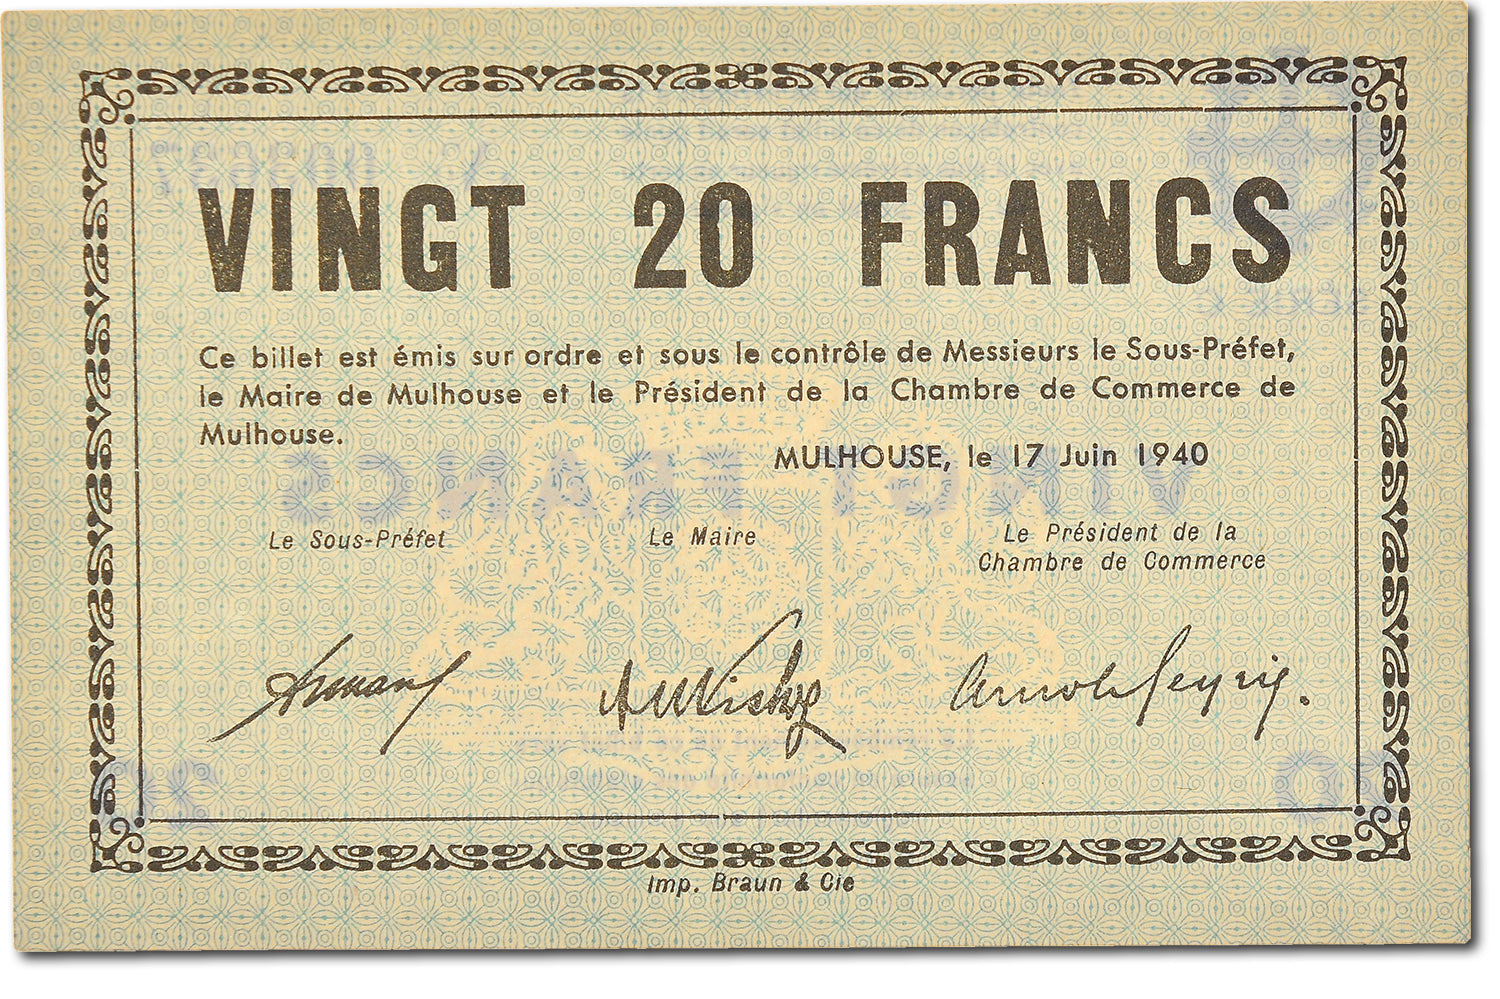 VINGT 20 FRANCS
Ce billet est émis sur ordre et sous le contrôle de Messieurs le Sous-Préfet,
le Maire de Mulhouse et le Président de la Chambre de Commerce de
Mulhouse.
MULHOUSE, le 17 Juin 1940
Le Sous-Préfet
Le Maire
Le Président de la
Chambre de Commerce
Imp. Braun & Cie